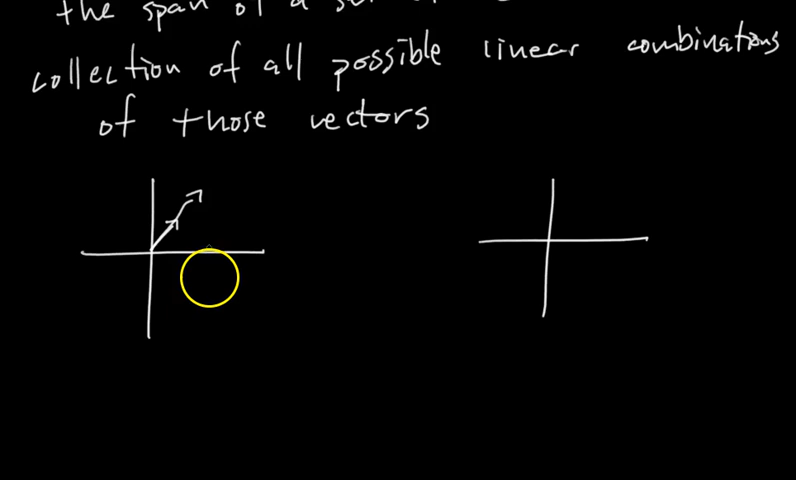 the span of a
collection of all possible linear combinations
of those vectors